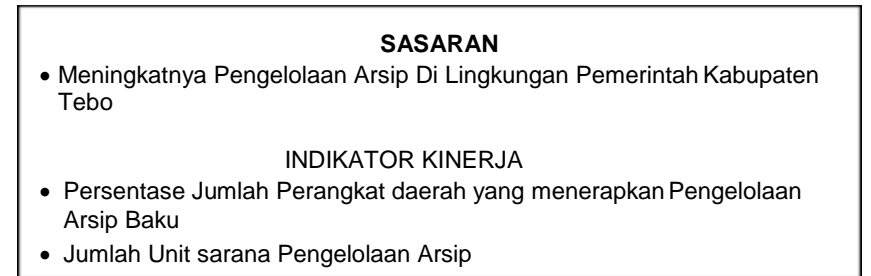 SASARAN
• Meningkatnya Pengelolaan Arsip Di Lingkungan Pemerintah Kabupaten
Tebo
INDIKATOR KINERJA
• Persentase Jumlah Perangkat daerah yang menerapkan Pengelolaan
Arsip Baku
• Jumlah Unit sarana Pengelolaan Arsip